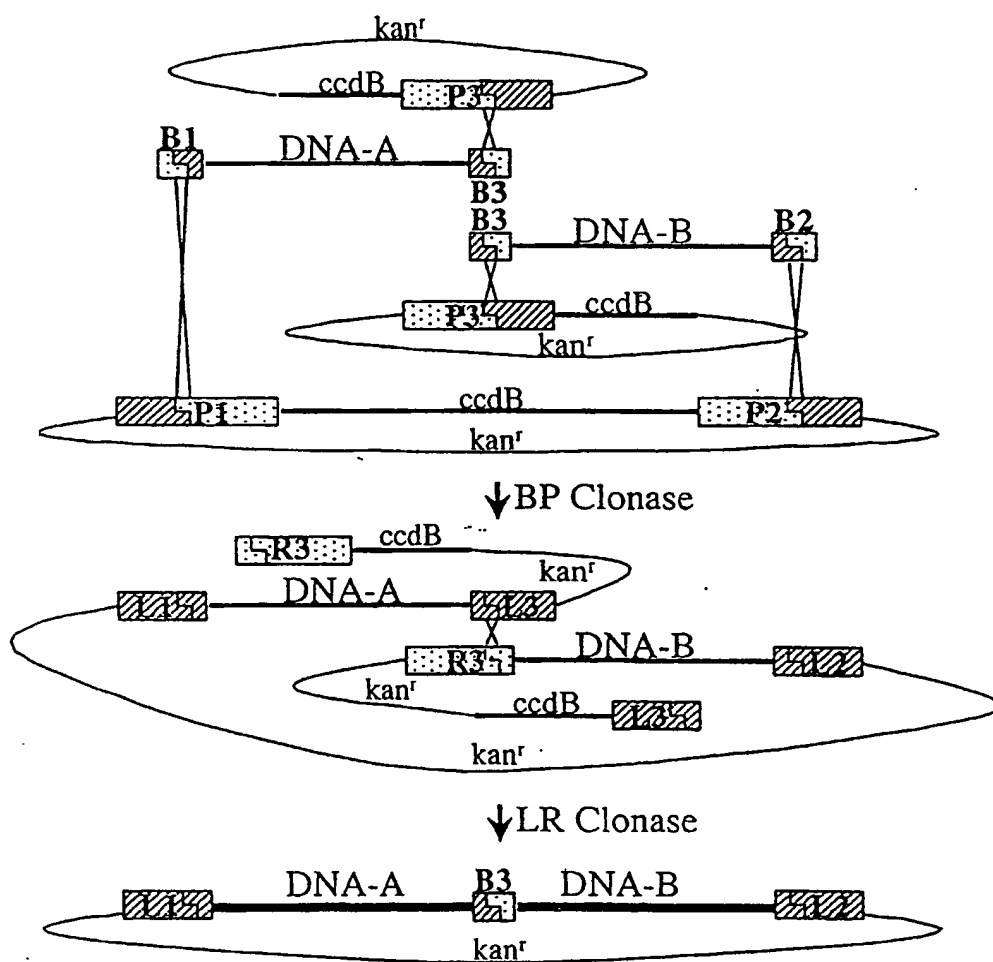 kanʳ
ccdB P3
B1 DNA-A
B3
B3 DNA-B B2
P3 ccdB
kanʳ
P1 ccdB P2
kanʳ
BP Clonase
R3 ccdB
kanʳ
L1 DNA-A L3
R3 DNA-B L2
kanʳ
ccdB L3
kanʳ
LR Clonase
L1 DNA-A B3 DNA-B L2
kanʳ